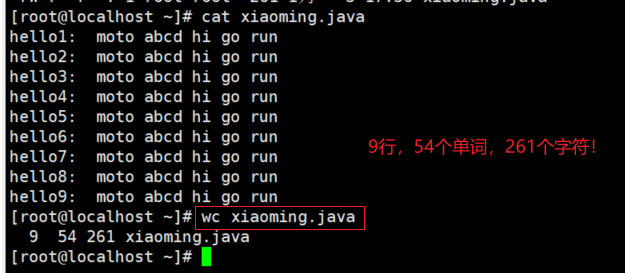 [root@localhost ~]# cat xiaoming.java
hello1:  moto abcd hi go run
hello2:  moto abcd hi go run
hello3:  moto abcd hi go run
hello4:  moto abcd hi go run
hello5:  moto abcd hi go run
hello6:  moto abcd hi go run
hello7:  moto abcd hi go run
hello8:  moto abcd hi go run
hello9:  moto abcd hi go run
9行，54个单词，261个字符！
[root@localhost ~]# wc xiaoming.java
  9  54 261 xiaoming.java
[root@localhost ~]#